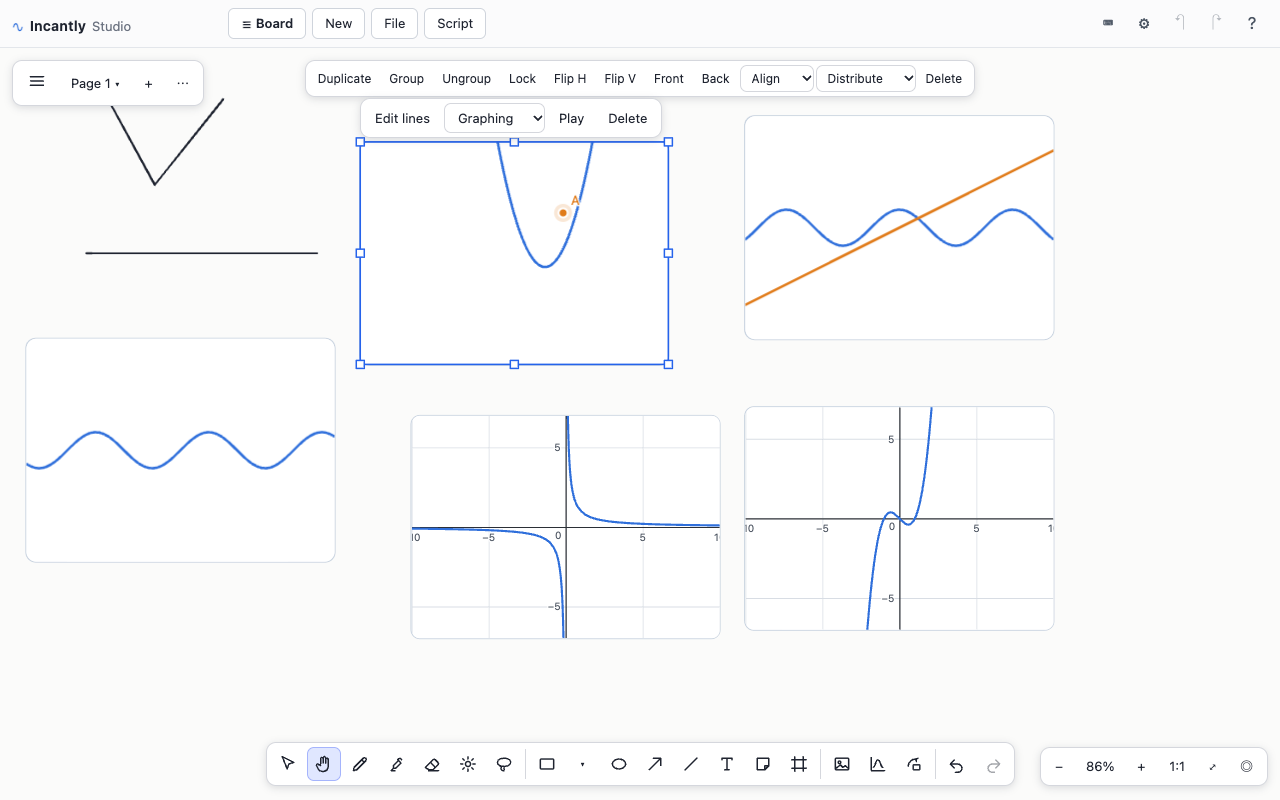 Incantly Studio
≡ Board New File Script
?
Page 1 + ...
Duplicate Group Ungroup Lock Flip H Flip V Front Back Align Distribute Delete
Edit lines Graphing Play Delete
A
5
−5 0 5
−5
5
−5 0 5
−5
− 86% + 1:1